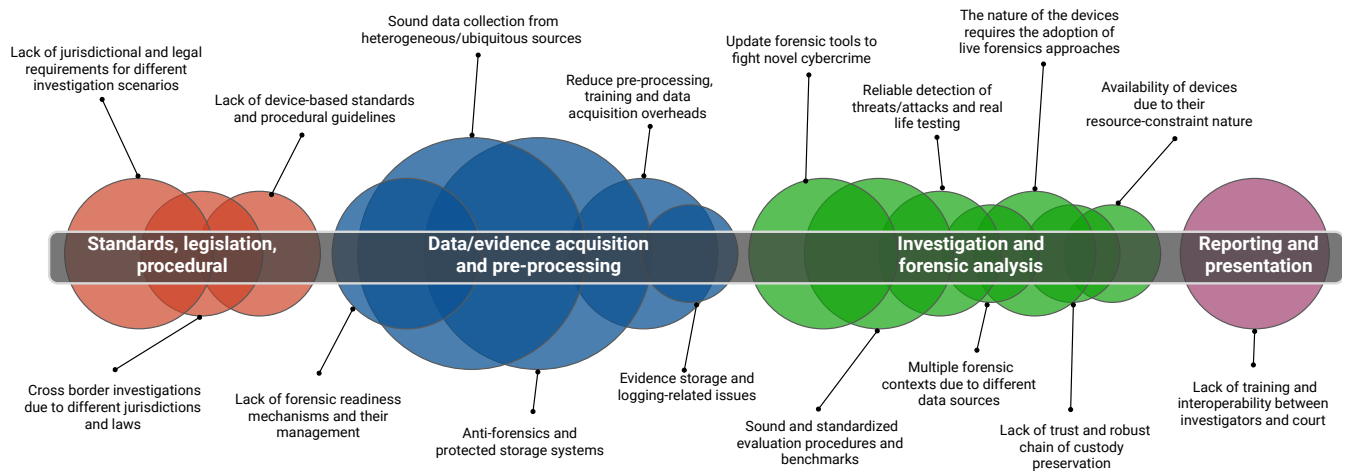 Lack of jurisdictional and legal
requirements for different
investigation scenarios
Lack of device-based standards
and procedural guidelines
Sound data collection from
heterogeneous/ubiquitous sources
Reduce pre-processing,
training and data
acquisition overheads
Update forensic tools to
fight novel cybercrime
Reliable detection of
threats/attacks and real
life testing
The nature of the devices
requires the adoption of
live forensics approaches
Availability of devices
due to their
resource-constraint nature
Standards, legislation,
procedural
Data/evidence acquisition
and pre-processing
Investigation and
forensic analysis
Reporting and
presentation
Cross border investigations
due to different jurisdictions
and laws
Lack of forensic readiness
mechanisms and their
management
Anti-forensics and
protected storage systems
Evidence storage and
logging-related issues
Sound and standardized
evaluation procedures and
benchmarks
Multiple forensic
contexts due to different
data sources
Lack of trust and robust
chain of custody
preservation
Lack of training and
interoperability between
investigators and court